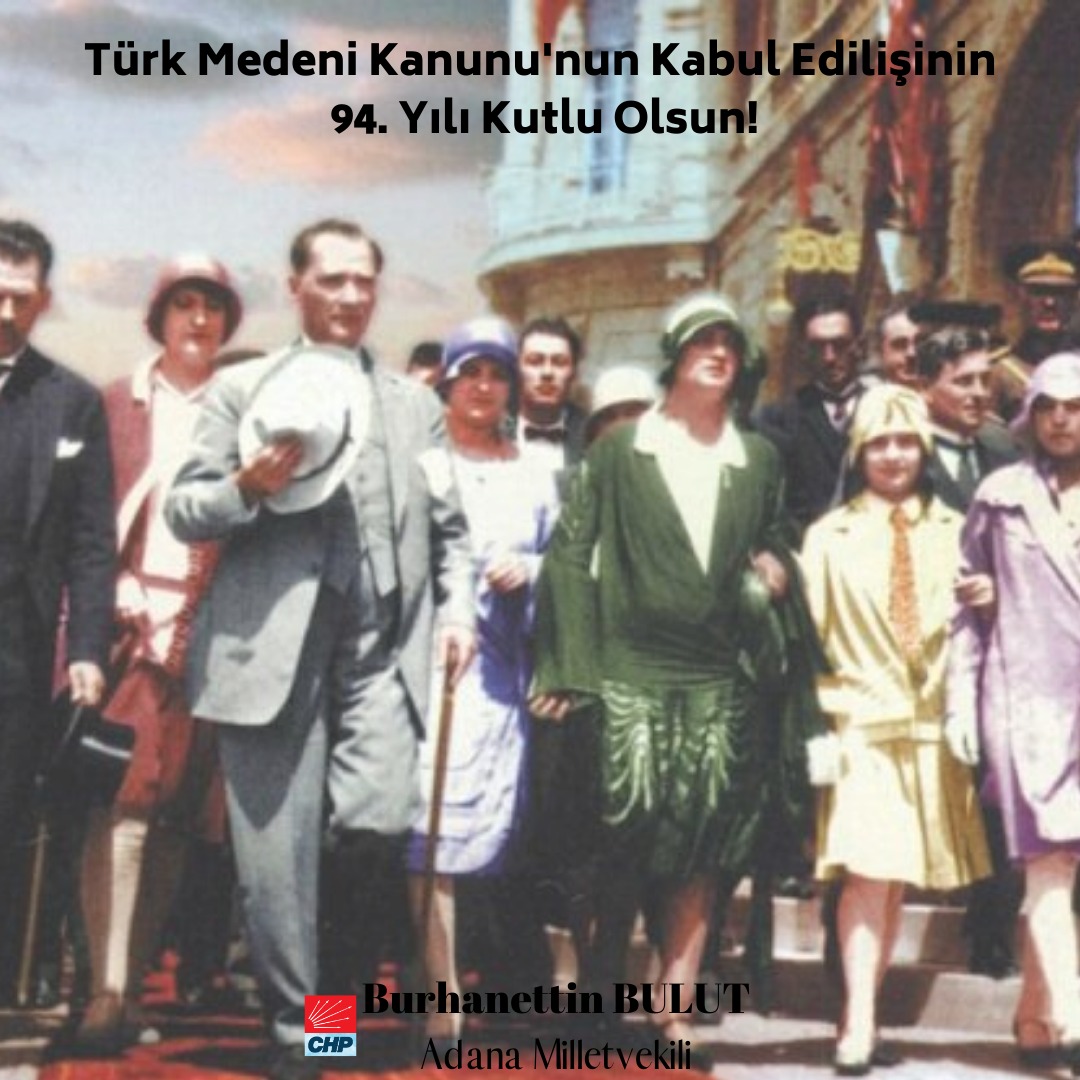 Türk Medeni Kanunu'nun Kabul Edilişinin
94. Yılı Kutlu Olsun!
Burhanettin BULUT
CHP
Adana Milletvekili